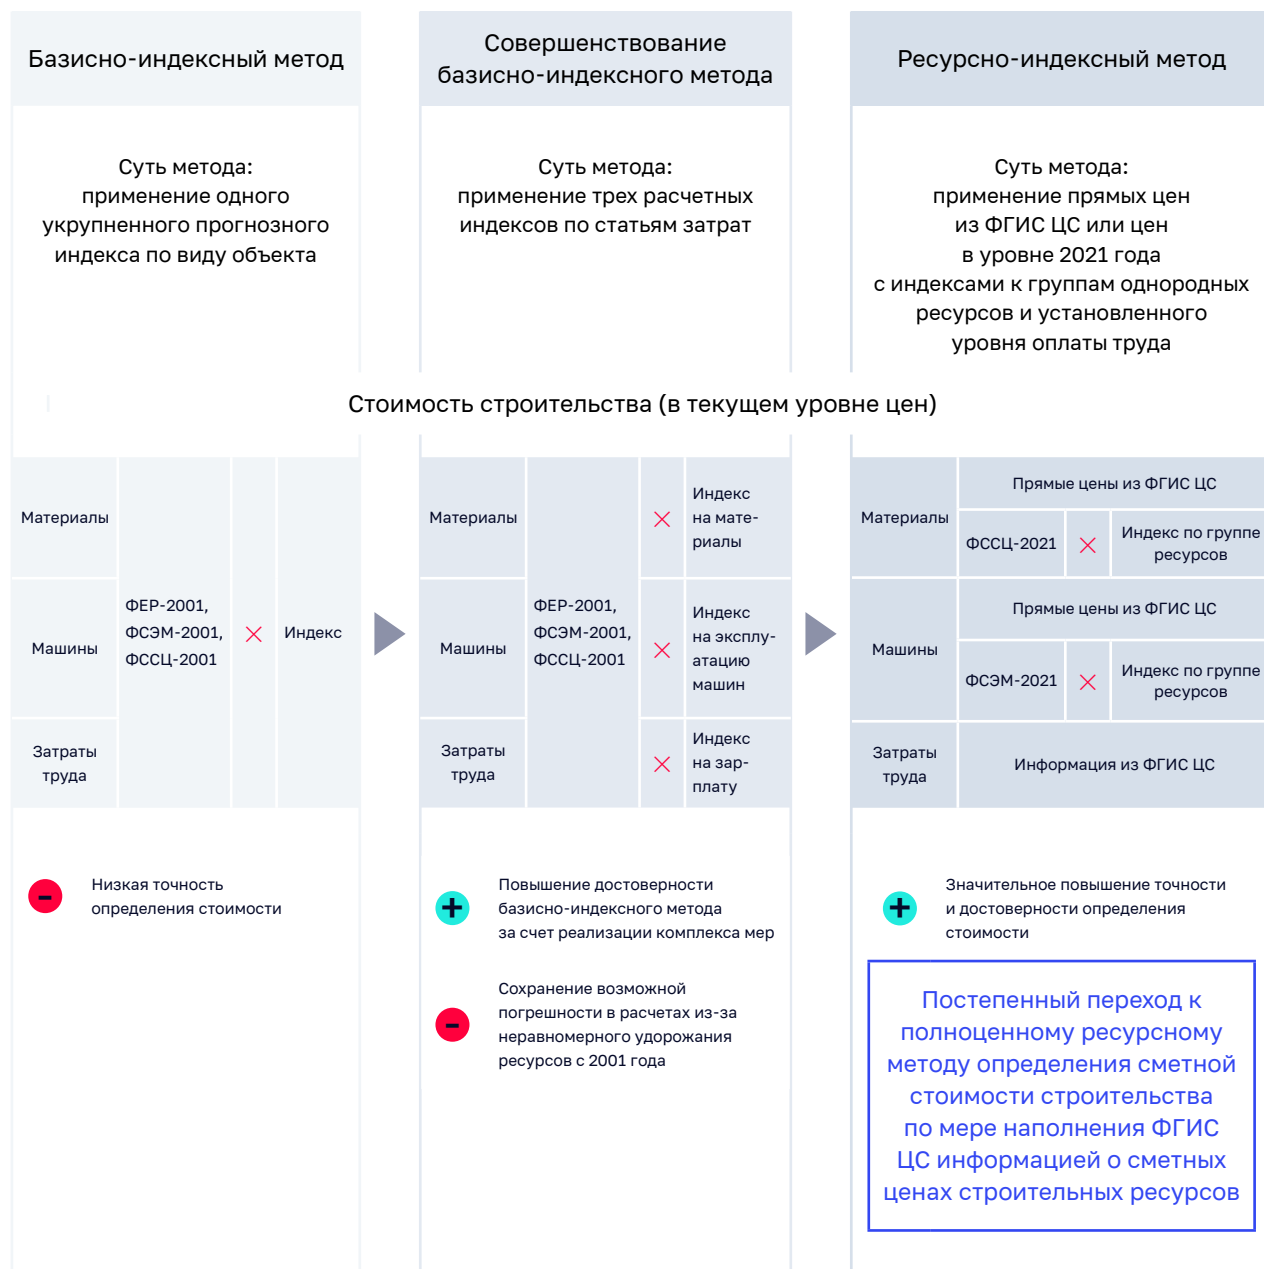 Базисно-индексный метод
Совершенствование
базисно-индексного метода
Ресурсно-индексный метод
Суть метода:
применение одного
укрупненного прогнозного
индекса по виду объекта
Суть метода:
применение трех расчетных
индексов по статьям затрат
Суть метода:
применение прямых цен
из ФГИС ЦС или цен
в уровне 2021 года
с индексами к группам однородных
ресурсов и установленного
уровня оплаты труда
Стоимость строительства (в текущем уровне цен)
Материалы
Машины
Затраты
труда
ФЕР-2001,
ФСЭМ-2001,
ФССЦ-2001
Индекс
Материалы
Машины
Затраты
труда
ФЕР-2001,
ФСЭМ-2001,
ФССЦ-2001
Индекс
на мате-
риалы
Индекс
на эксплу-
атацию
машин
Индекс
на зар-
плату
Материалы
Прямые цены из ФГИС ЦС
ФССЦ-2021
Индекс по группе
ресурсов
Машины
Прямые цены из ФГИС ЦС
ФСЭМ-2021
Индекс по группе
ресурсов
Затраты
труда
Информация из ФГИС ЦС
Низкая точность
определения стоимости
Повышение достоверности
базисно-индексного метода
за счет реализации комплекса мер
Сохранение возможной
погрешности в расчетах из-за
неравномерного удорожания
ресурсов с 2001 года
Значительное повышение точности
и достоверности определения
стоимости
Постепенный переход к
полноценному ресурсному
методу определения сметной
стоимости строительства
по мере наполнения ФГИС
ЦС информацией о сметных
ценах строительных ресурсов